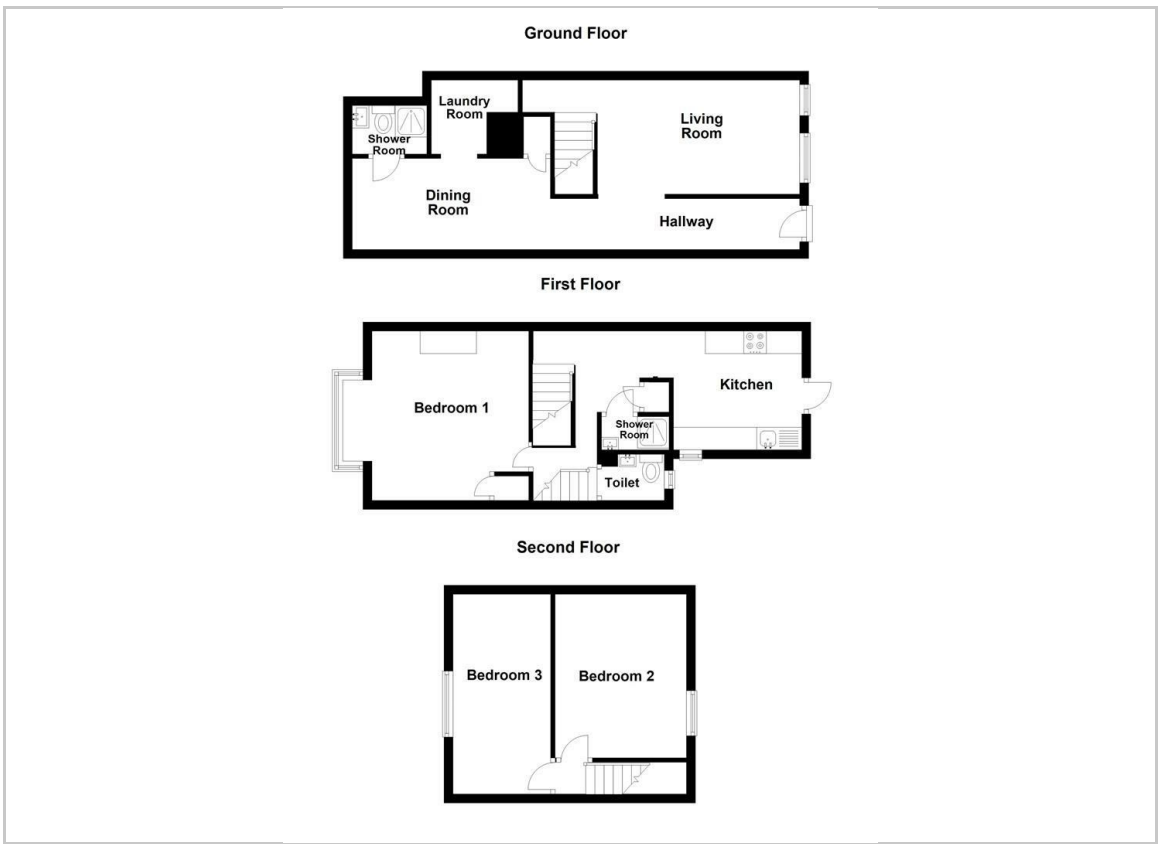 Ground Floor
Laundry
Room
Living
Room
Shower
Room
Dining
Room
Hallway
First Floor
Kitchen
Bedroom 1
Shower
Room
Toilet
Second Floor
Bedroom 3
Bedroom 2